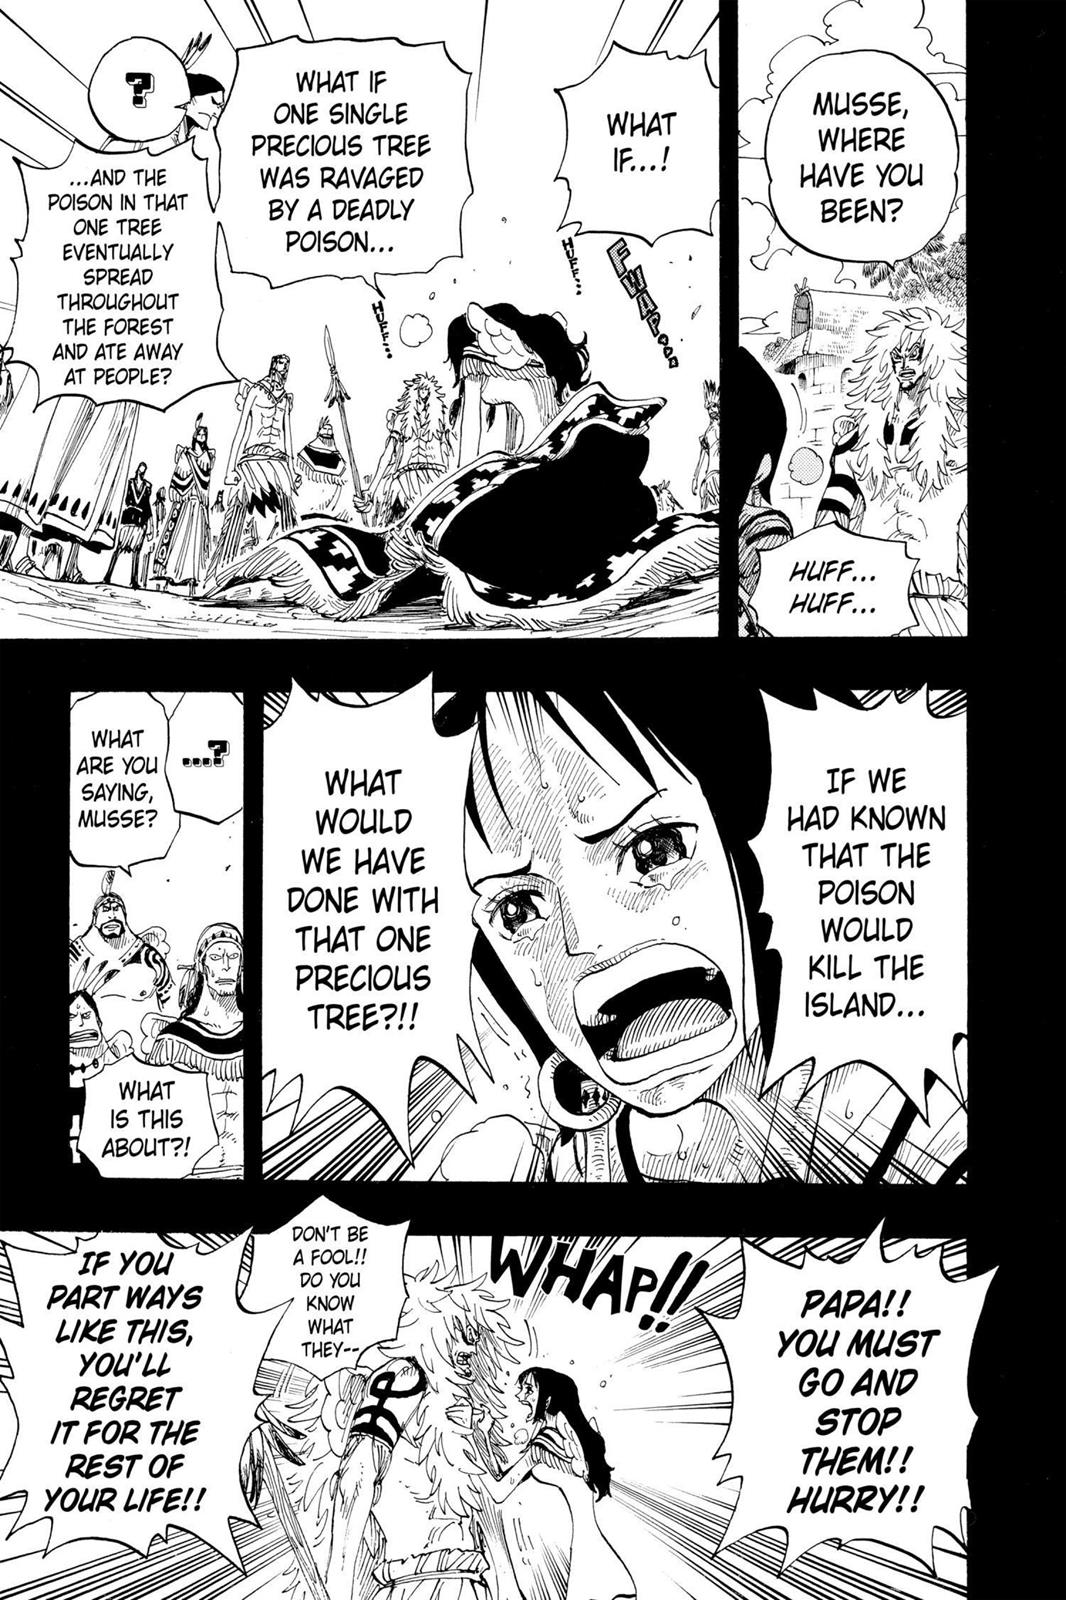 MUSSE,
WHERE
HAVE YOU
BEEN?
HUFF...
HUFF...
WHAT
IF...!
FWAP
HUFF...
HUFF...
WHAT IF
ONE SINGLE
PRECIOUS TREE
WAS RAVAGED
BY A DEADLY
POISON...
?
...AND THE
POISON IN THAT
ONE TREE
EVENTUALLY
SPREAD
THROUGHOUT
THE FOREST
AND ATE AWAY
AT PEOPLE?
IF WE
HAD KNOWN
THAT THE
POISON
WOULD
KILL THE
ISLAND...
WHAT
WOULD
WE HAVE
DONE WITH
THAT ONE
PRECIOUS
TREE?!!
...?
WHAT
ARE YOU
SAYING,
MUSSE?
WHAT
IS THIS
ABOUT?!
PAPA!!
YOU MUST
GO AND
STOP
THEM!!
HURRY!!
WHAP!!
DON'T BE
A FOOL!!
DO YOU
KNOW
WHAT
THEY--
IF YOU
PART WAYS
LIKE THIS,
YOU'LL
REGRET
IT FOR THE
REST OF
YOUR LIFE!!